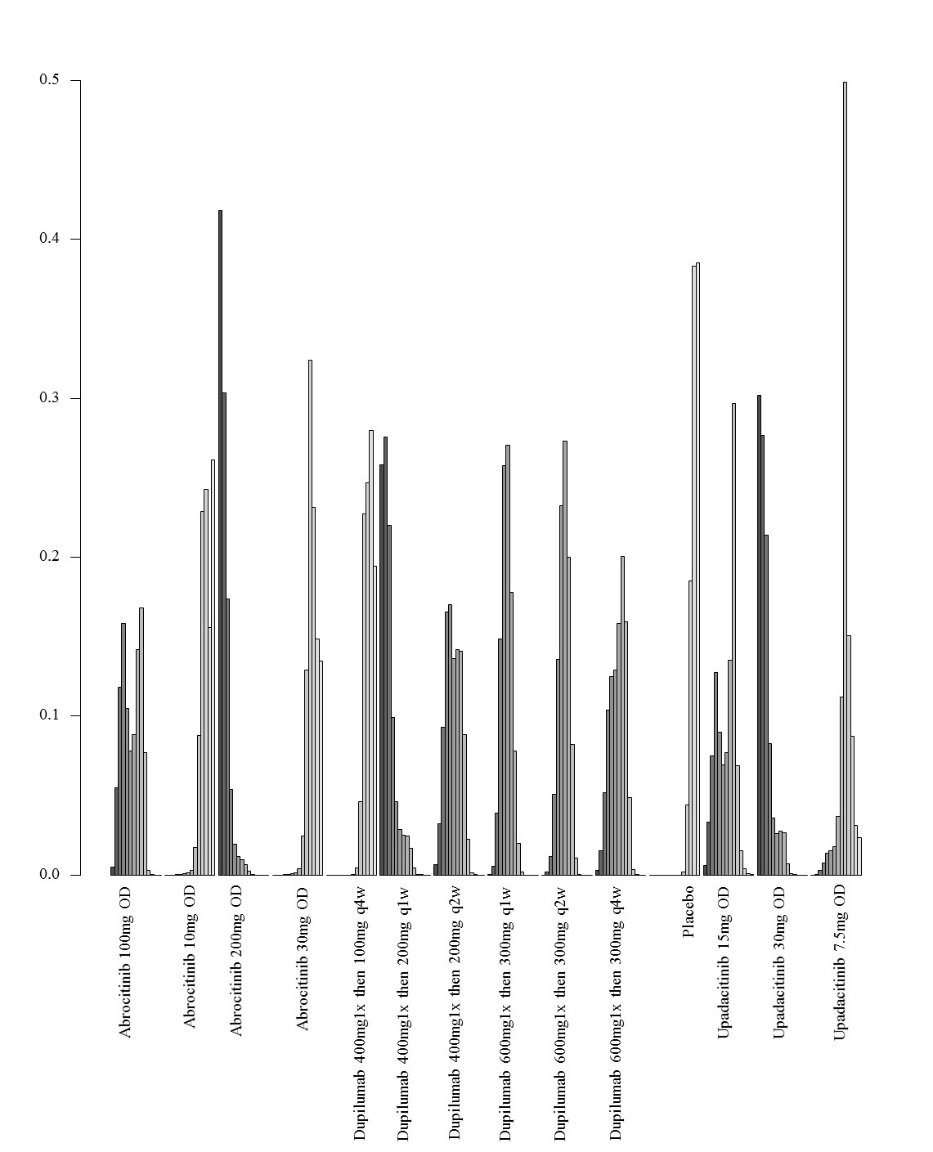 0.5
0.4
0.3
0.2
0.1
0.0
Abrocitinib 100mg OD
Abrocitinib 10mg OD
Abrocitinib 200mg OD
Abrocitinib 30mg OD
Dupilumab 400mg1x then 100mg q4w
Dupilumab 400mg1x then 200mg q1w
Dupilumab 400mg1x then 200mg q2w
Dupilumab 600mg1x then 300mg q1w
Dupilumab 600mg1x then 300mg q2w
Dupilumab 600mg1x then 300mg q4w
Placebo
Upadacitinib 15mg OD
Upadacitinib 30mg OD
Upadacitinib 7.5mg OD